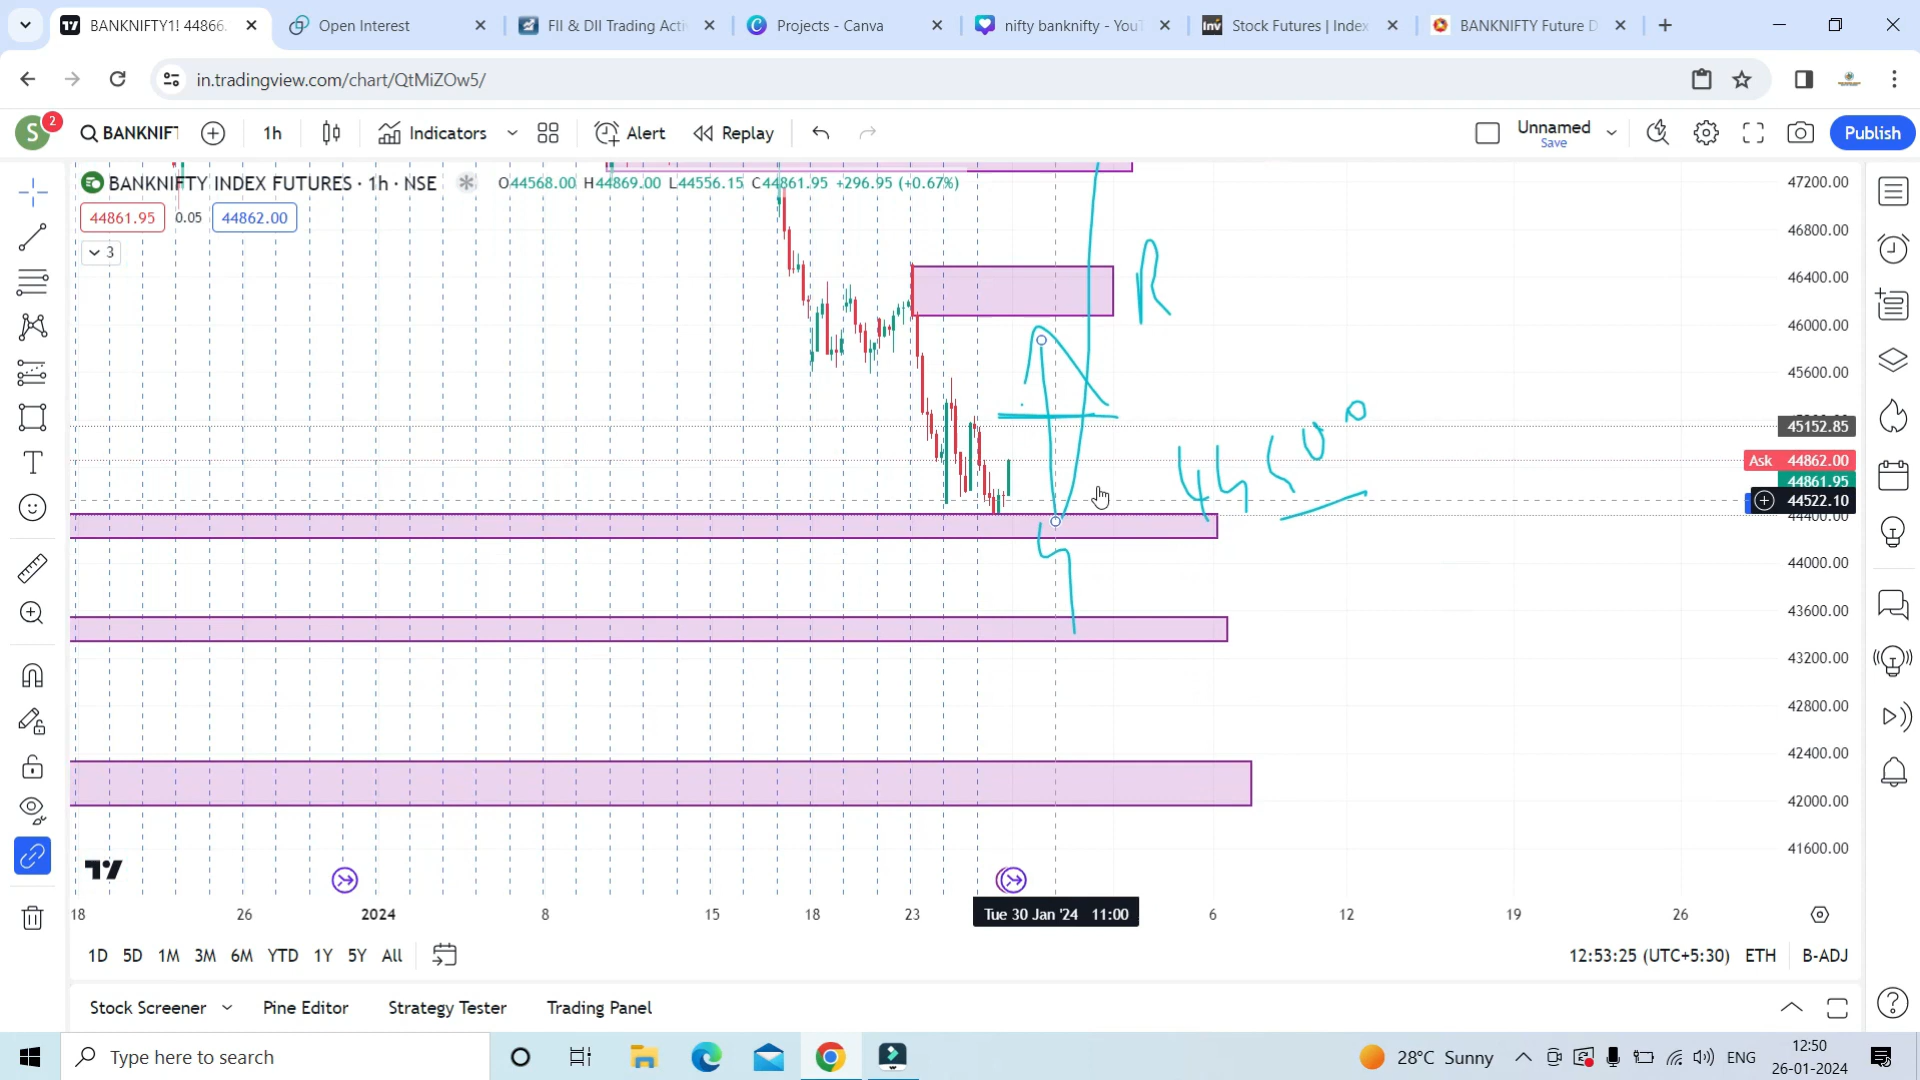 BANKNIFTY1! 44866.
Open Interest
FII & DII Trading Acti
Projects - Canva
nifty banknifty - YouT
Stock Futures | Index
BANKNIFTY Future D
in.tradingview.com/chart/QtMiZOw5/
S 2
BANKNIFT
1h
Indicators
Alert
Replay
Unnamed
Save
Publish
BANKNIFTY INDEX FUTURES · 1h · NSE O44568.00 H44869.00 L44556.15 C44861.95 +296.95 (+0.67%)
44861.95 0.05 44862.00
3
47200.00
46800.00
46400.00
46000.00
45600.00
45152.85
Ask 44862.00
44861.95
44522.10
44400.00
44000.00
43600.00
43200.00
42800.00
42400.00
42000.00
41600.00
R
18 26 2024 8 15 18 23 Tue 30 Jan '24 11:00 6 12 19 26
1D 5D 1M 3M 6M YTD 1Y 5Y All
12:53:25 (UTC+5:30) ETH B-ADJ
Stock Screener Pine Editor Strategy Tester Trading Panel
Type here to search
28°C Sunny
ENG
12:50
26-01-2024